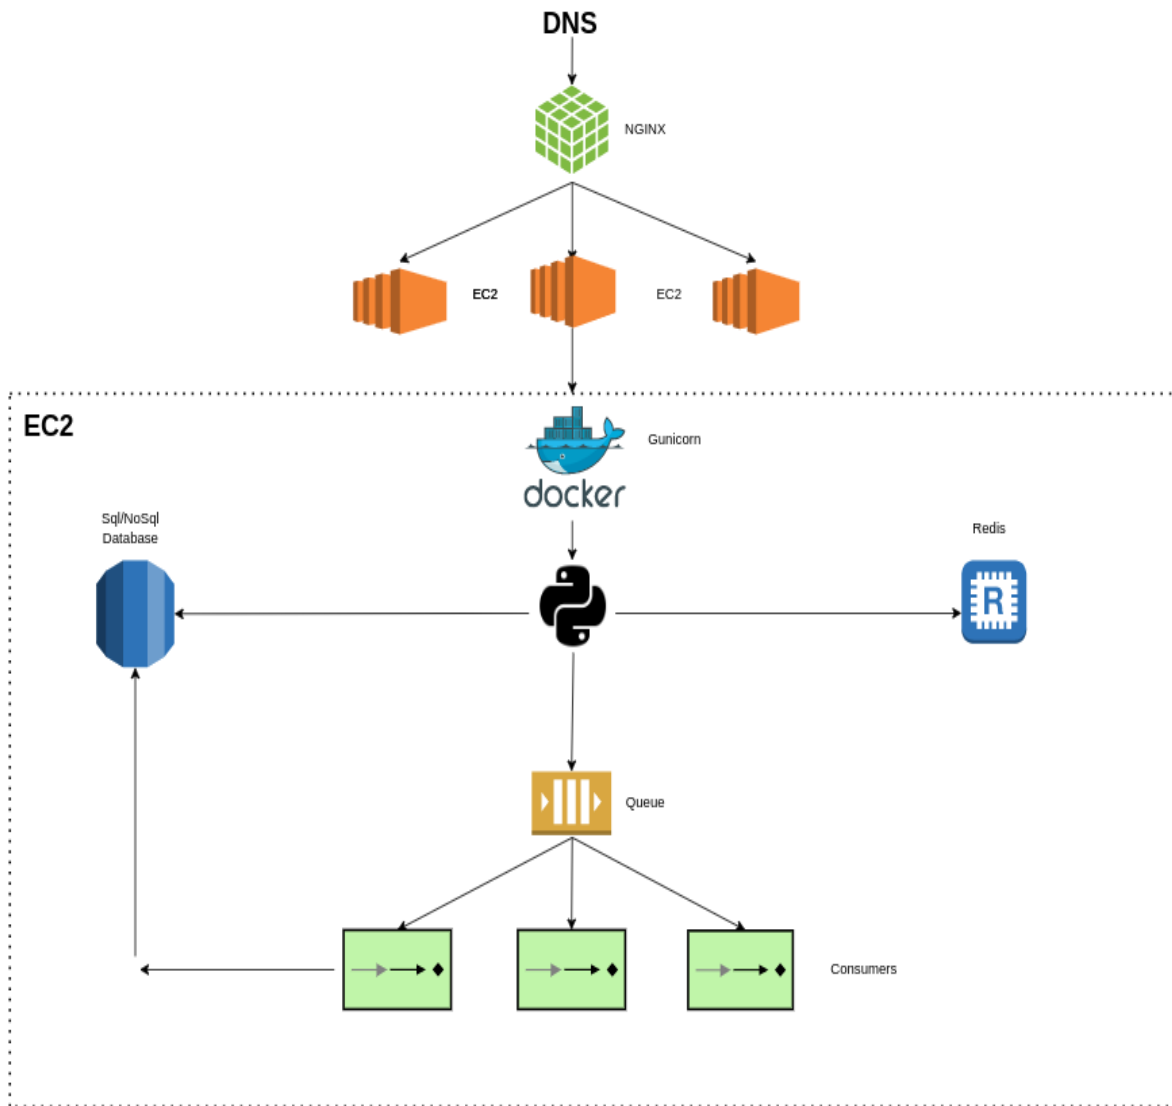 DNS
NGINX
EC2
EC2
EC2
Gunicorn
docker
Sql/NoSql
Database
Redis
R
Queue
Consumers